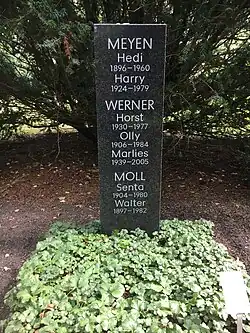 MEYEN
Hedi
1896-1960
Harry
1924-1979
WERNER
Horst
1930-1977
Olly
1906-1984
Marlies
1939-2005
MOLL
Senta
1904-1980
Walter
1897-1982